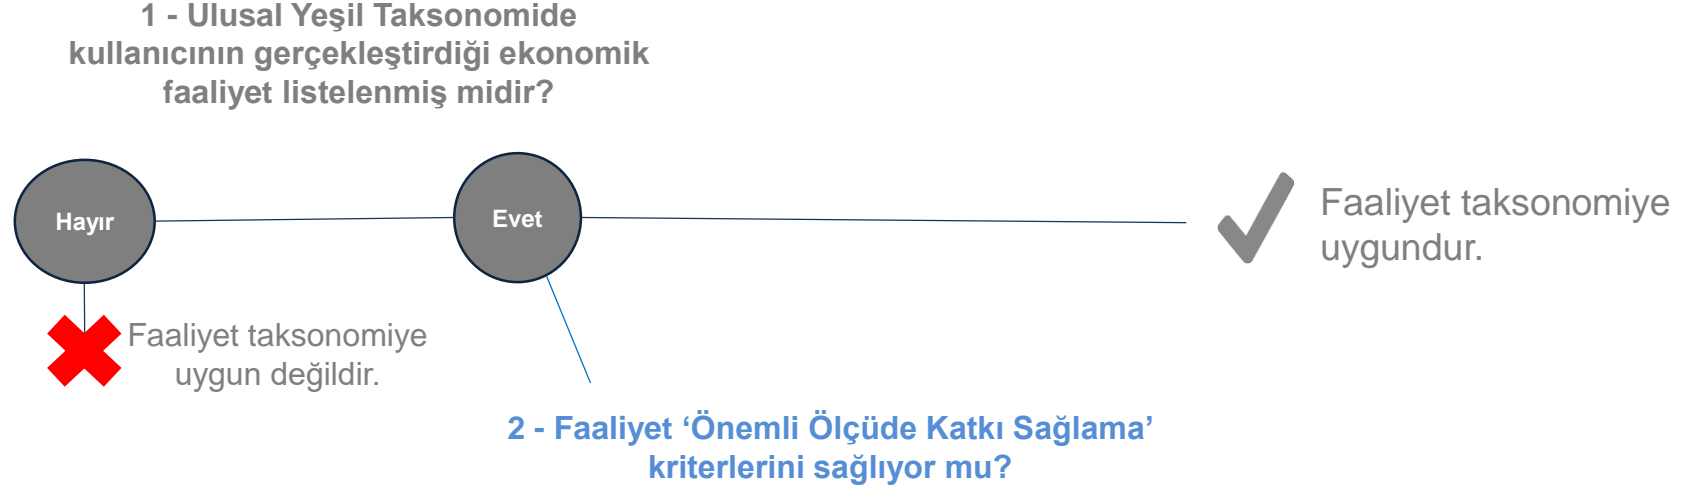 1 - Ulusal Yeşil Taksonomide
kullanıcının gerçekleştirdiği ekonomik
faaliyet listelenmiş midir?
Hayır
Evet
Faaliyet taksonomiye
uygundur.
Faaliyet taksonomiye
uygun değildir.
2 - Faaliyet ‘Önemli Ölçüde Katkı Sağlama’
kriterlerini sağlıyor mu?